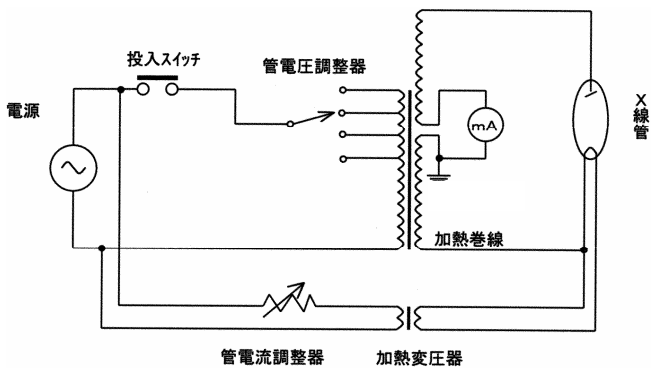 投入スイッチ
管電圧調整器
電源
mA
X線管
加熱巻線
管電流調整器
加熱変圧器